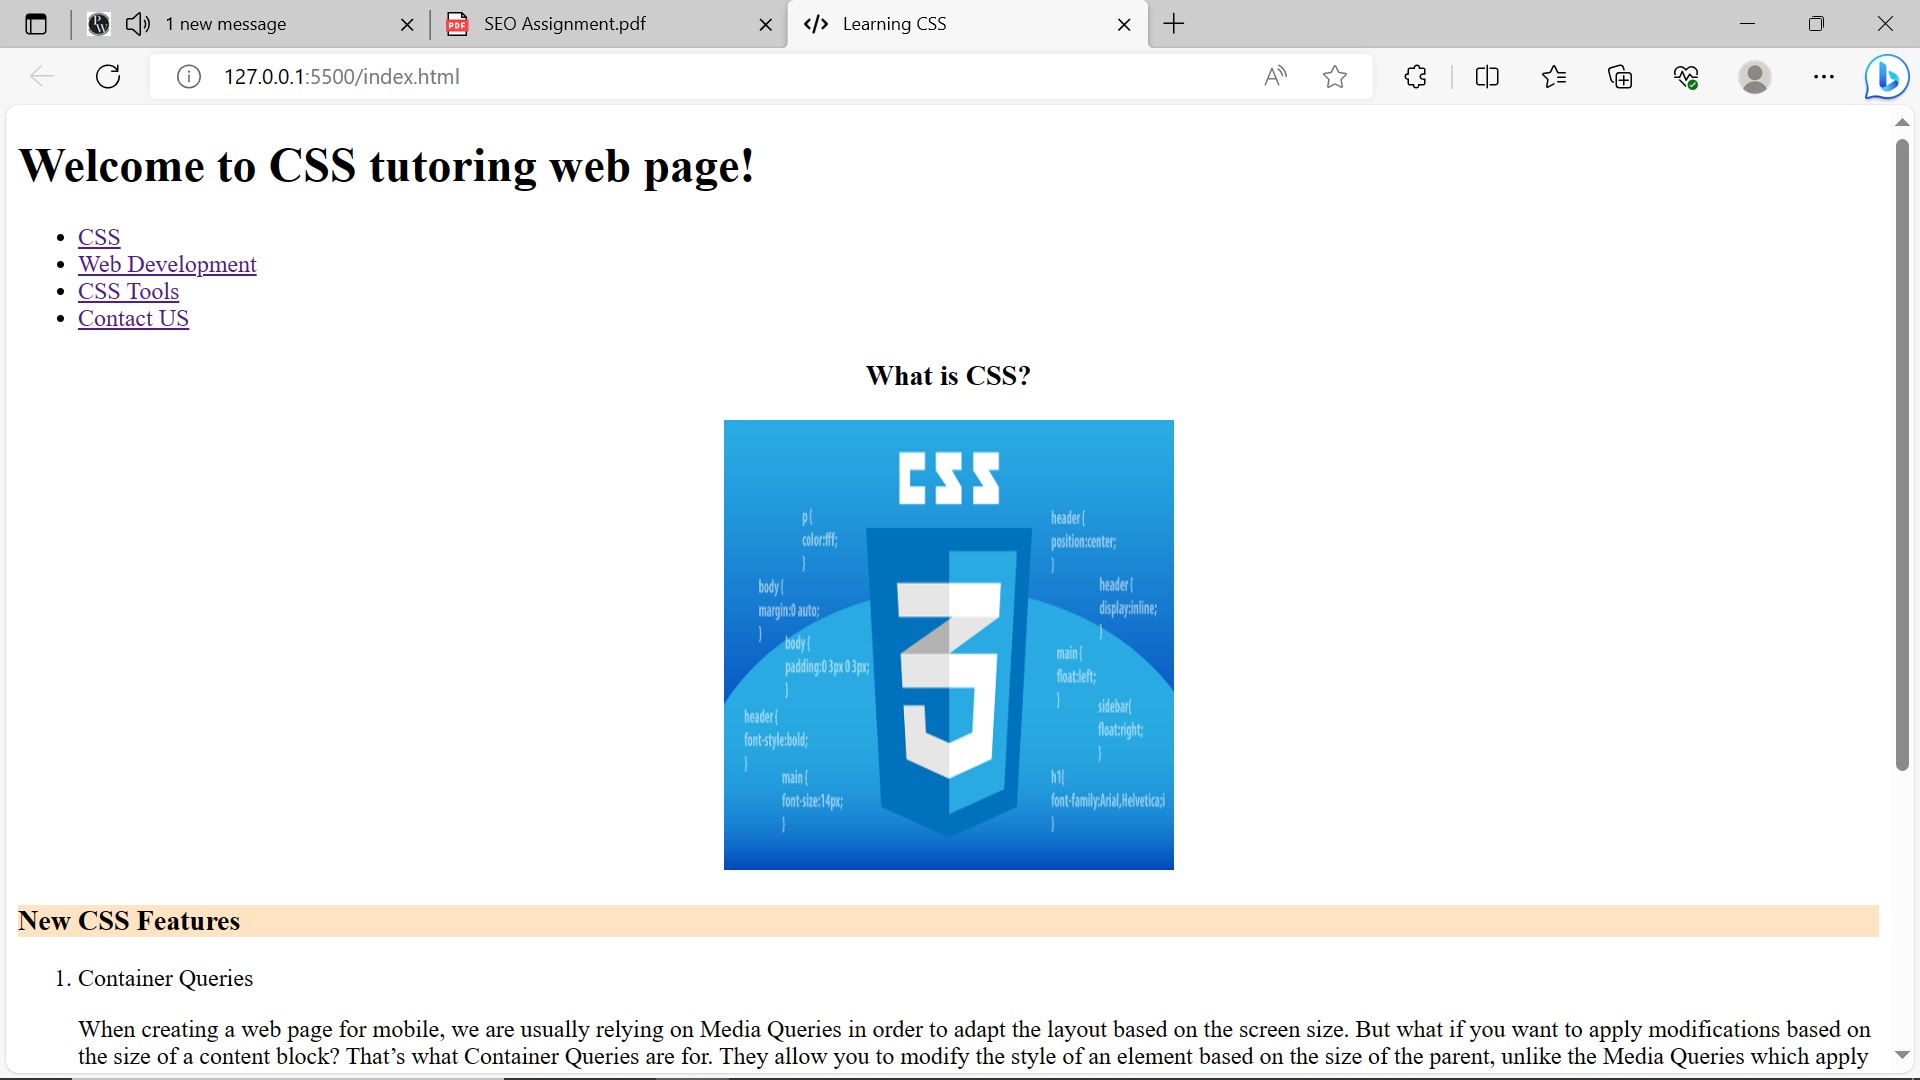 1 new message
SEO Assignment.pdf
Learning CSS
127.0.0.1:5500/index.html
Welcome to CSS tutoring web page!
• CSS
• Web Development
• CSS Tools
• Contact US
What is CSS?
CSS
p{
color:fff;
}
body{
margin:0 auto;
}
body{
padding:0 3px 0 3px;
}
header{
font-style:bold;
}
main{
font-size:14px;
}
3
header{
position:center;
}
header{
display:inline;
}
main{
float:left;
}
sidebar{
float:right;
}
h1{
font-family:Arial,Helvetica;i
}
New CSS Features
1. Container Queries
When creating a web page for mobile, we are usually relying on Media Queries in order to adapt the layout based on the screen size. But what if you want to apply modifications based on
the size of a content block? That’s what Container Queries are for. They allow you to modify the style of an element based on the size of the parent, unlike the Media Queries which apply